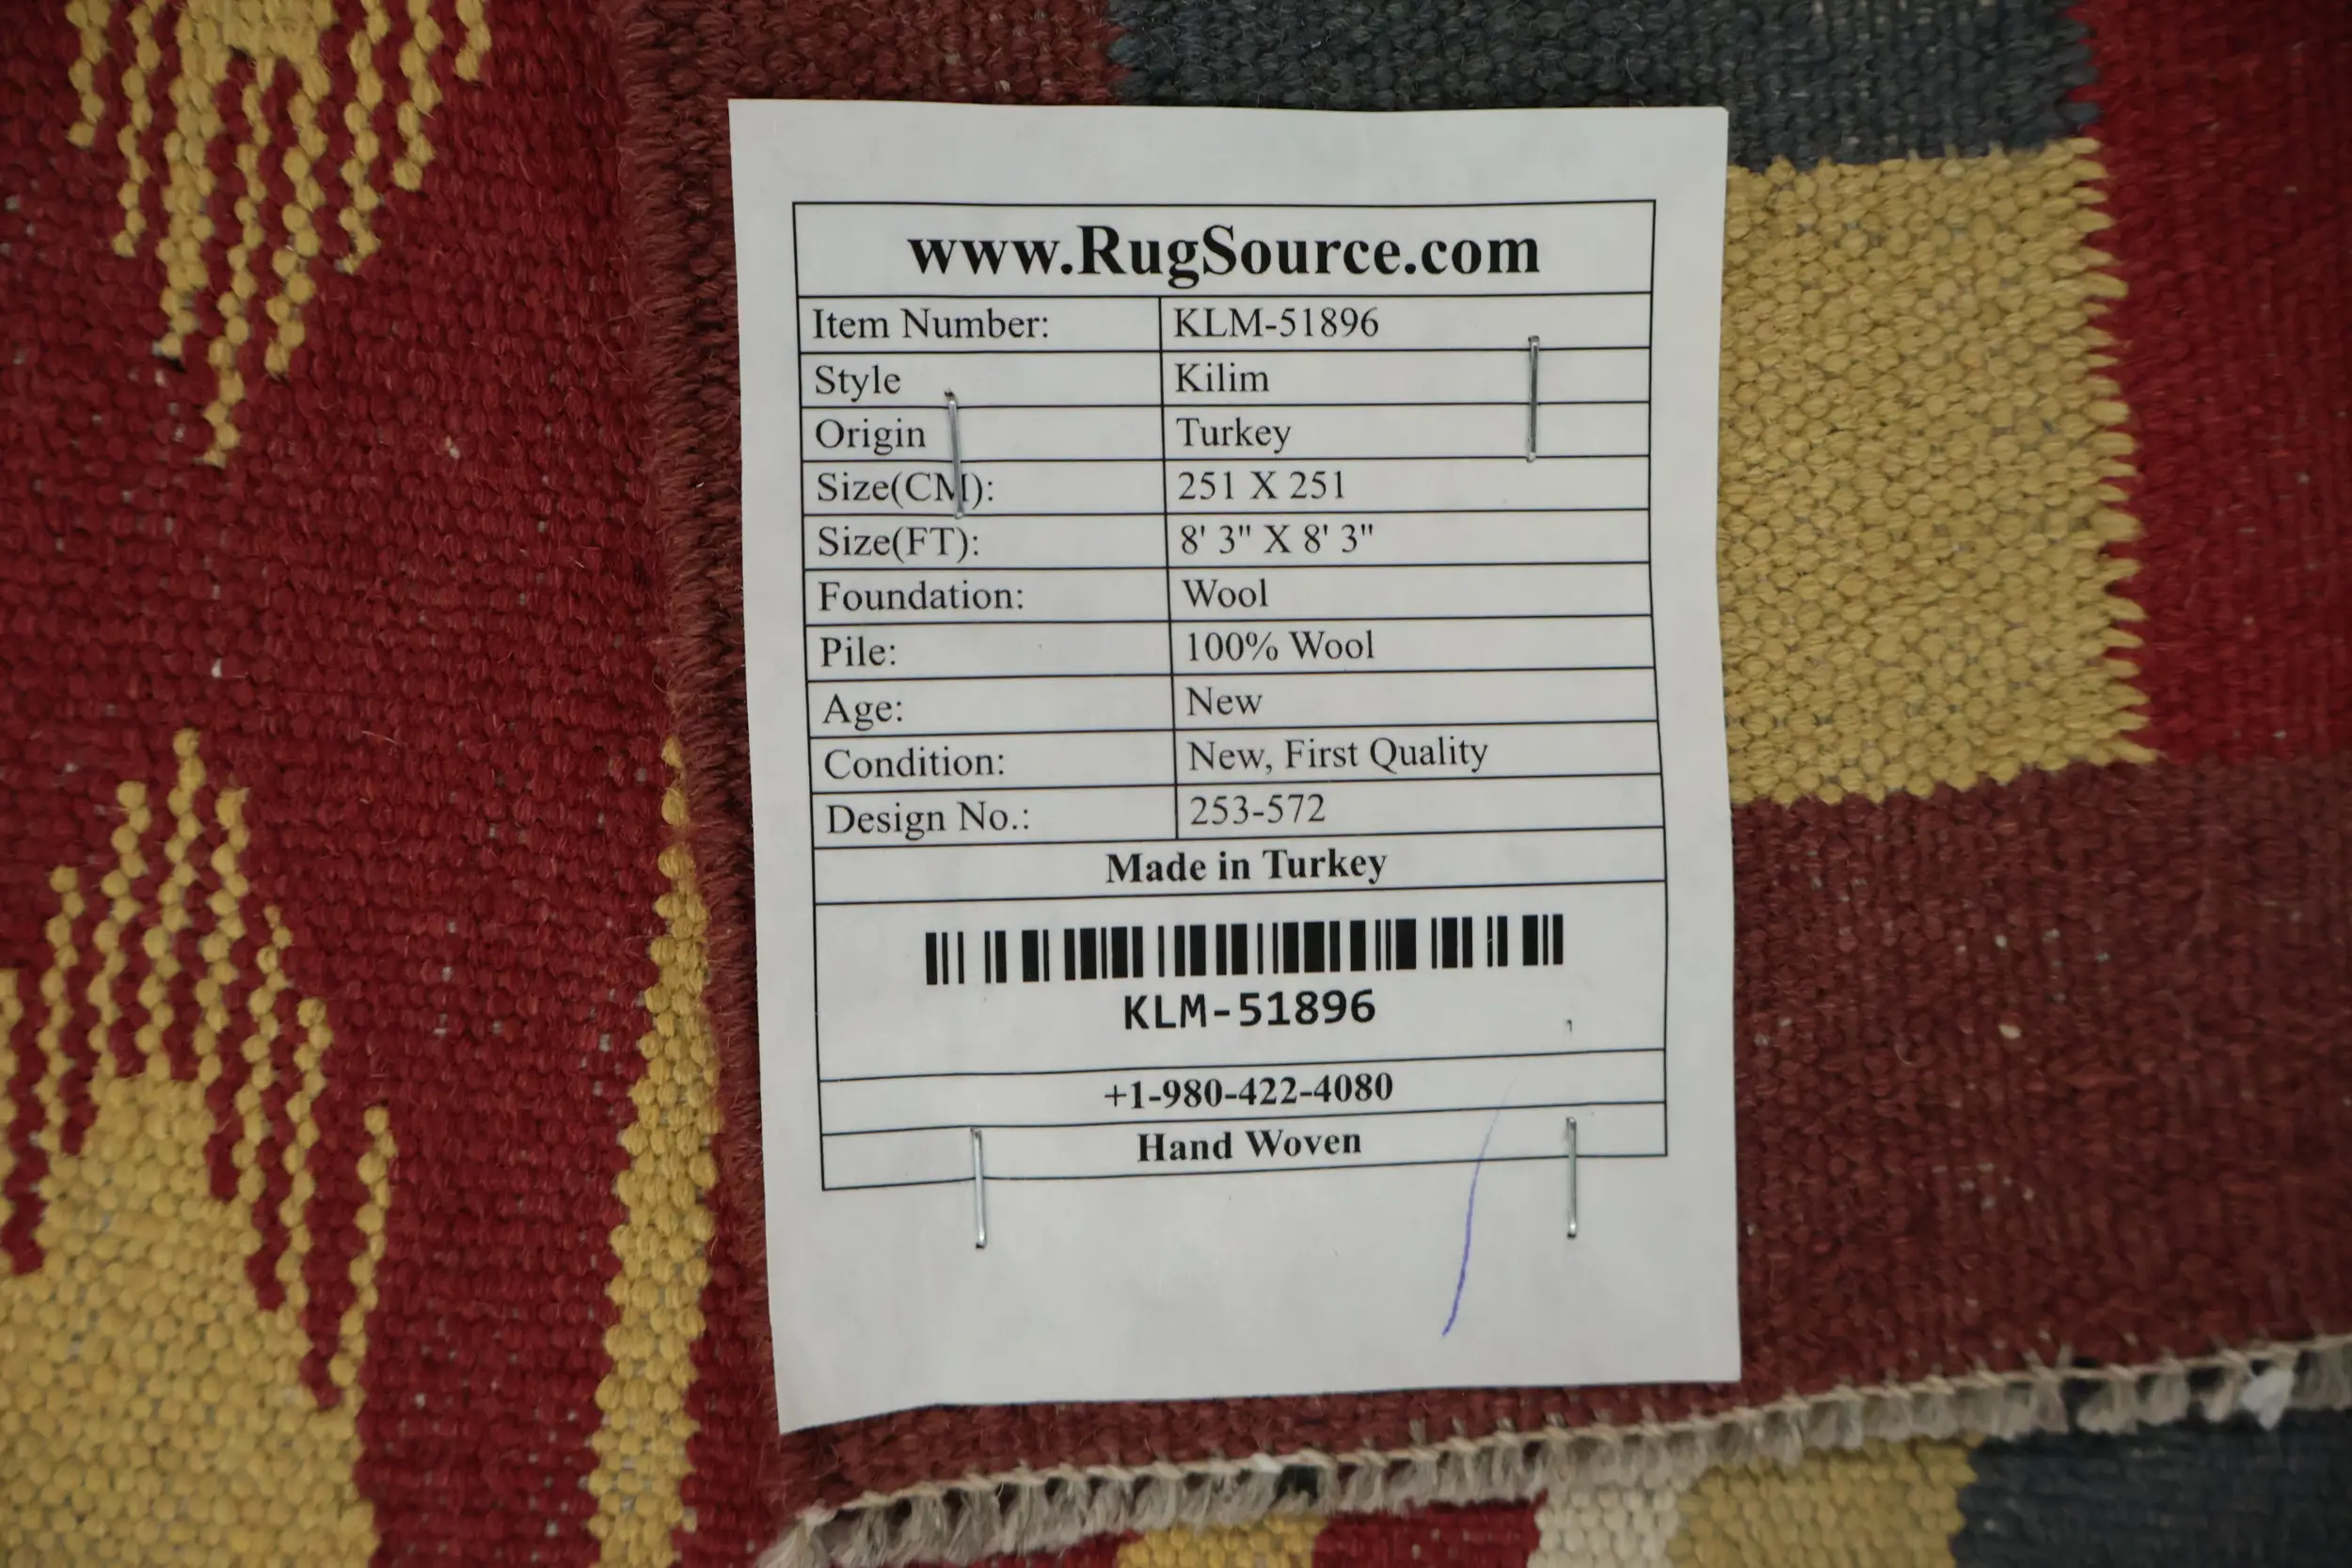 www.RugSource.com
Item Number: KLM-51896
Style Kilim
Origin Turkey
Size(CM): 251 X 251
Size(FT): 8' 3" X 8' 3"
Foundation: Wool
Pile: 100% Wool
Age: New
Condition: New, First Quality
Design No.: 253-572
Made in Turkey
KLM-51896
+1-980-422-4080
Hand Woven